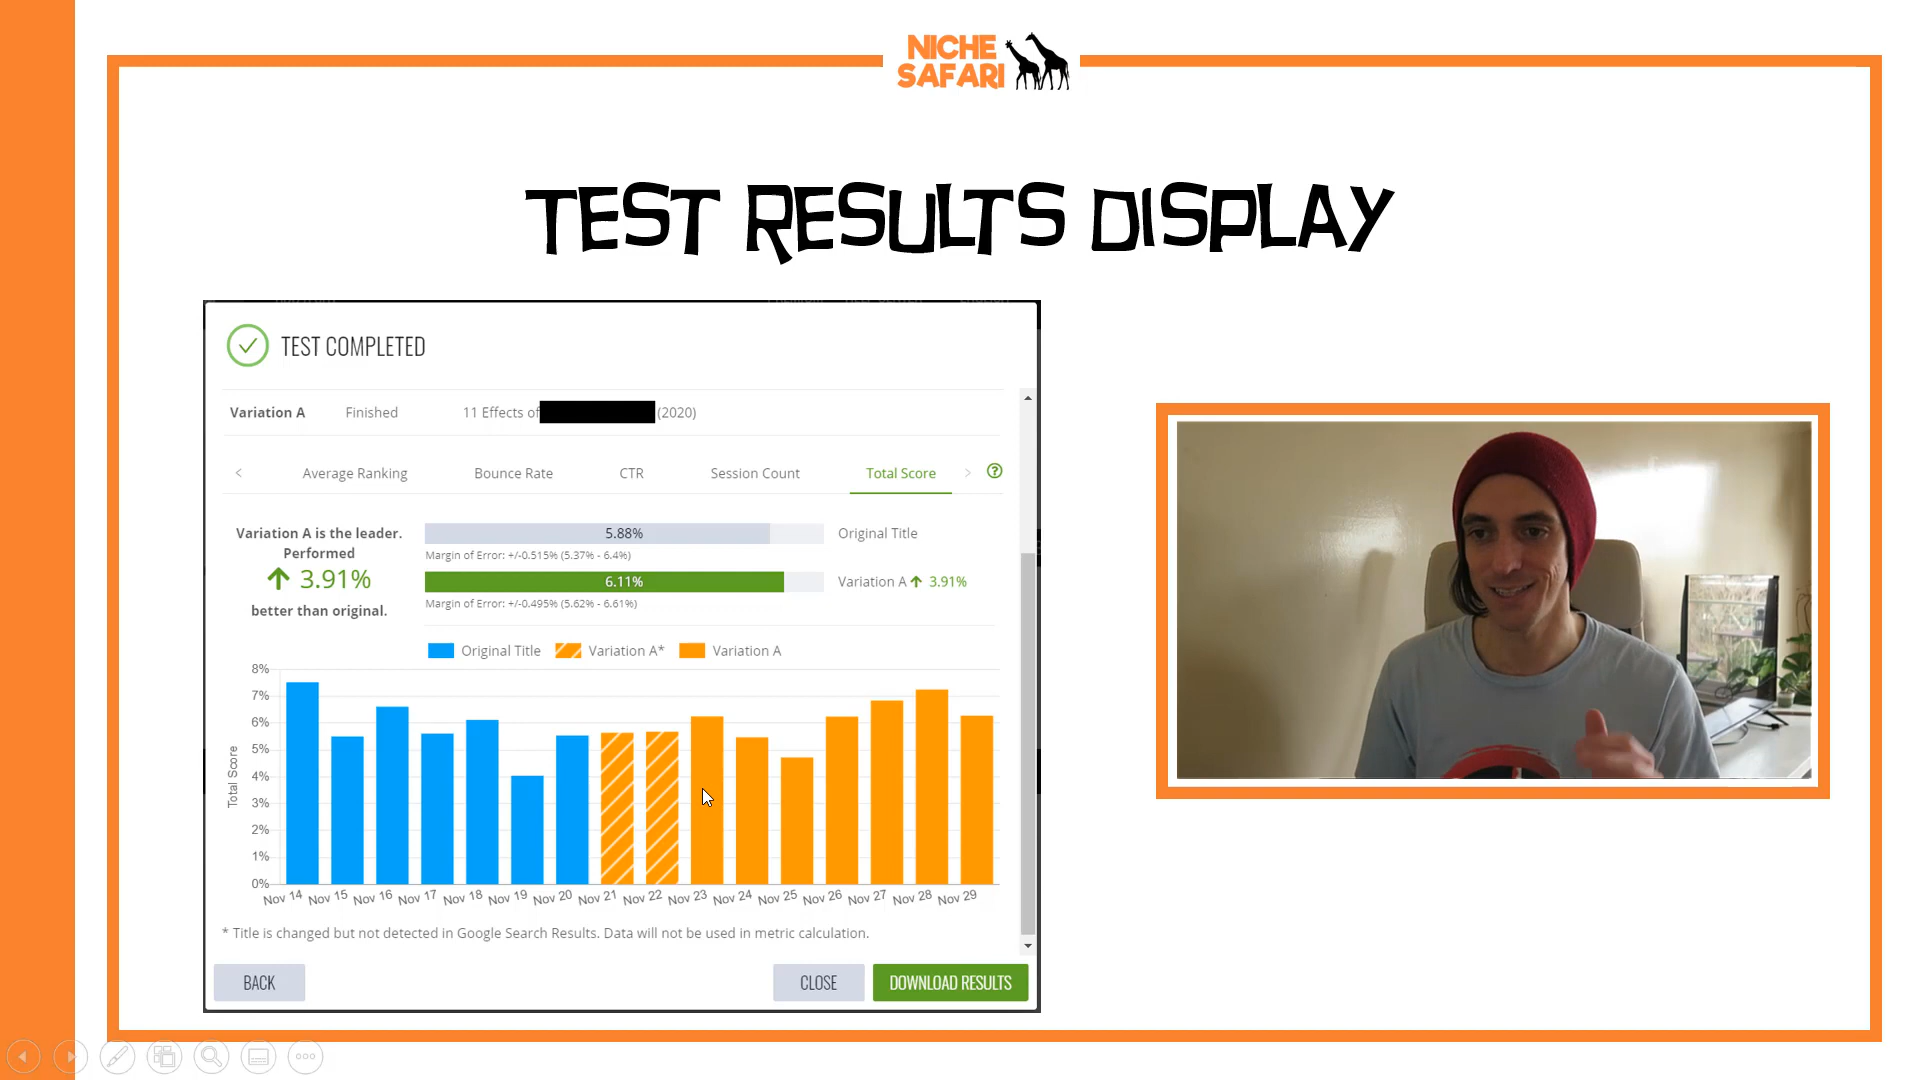 NICHE
SAFARI
TEST RESULTS DISPLAY
TEST COMPLETED
Variation A Finished 11 Effects of (2020)
< Average Ranking Bounce Rate CTR Session Count Total Score > ?
Variation A is the leader.
Performed
3.91%
better than original.
5.88% Original Title
Margin of Error: +/-0.515% (5.37% - 6.4%)
6.11% Variation A 3.91%
Margin of Error: +/-0.495% (5.62% - 6.61%)
Original Title Variation A* Variation A
Total Score
8%
7%
6%
5%
4%
3%
2%
1%
0%
Nov 14 Nov 15 Nov 16 Nov 17 Nov 18 Nov 19 Nov 20 Nov 21 Nov 22 Nov 23 Nov 24 Nov 25 Nov 26 Nov 27 Nov 28 Nov 29
* Title is changed but not detected in Google Search Results. Data will not be used in metric calculation.
BACK CLOSE DOWNLOAD RESULTS